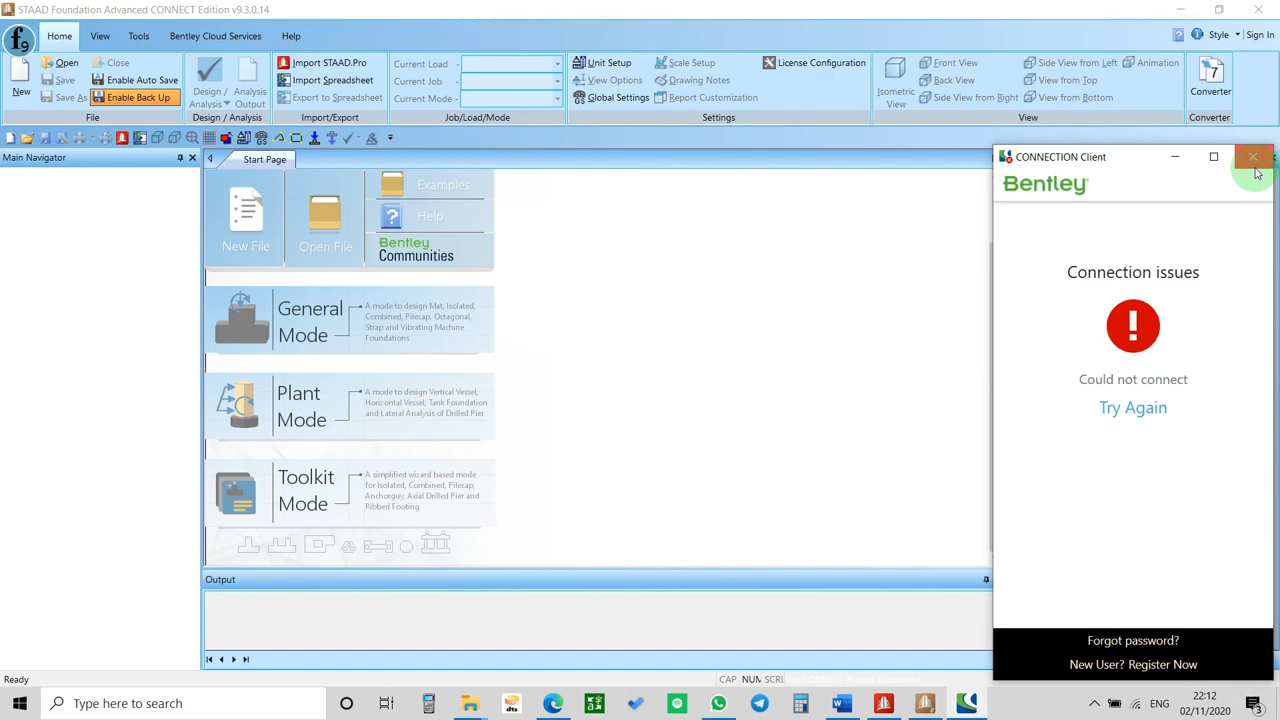 STAAD Foundation Advanced CONNECT Edition - v9.3.0.14
f9
Home View Tools Bentley Cloud Services Help
Style Sign In
New
Open
Save
Save As
Close
Enable Auto Save
Enable Back Up
File
Design / Analysis
Analysis Output
Design / Analysis
Import STAAD.Pro
Import Spreadsheet
Export to Spreadsheet
Import/Export
Current Load -
Current Job -
Current Mode -
Job/Load/Mode
Unit Setup
View Options
Global Settings
Scale Setup
Drawing Notes
Report Customization
License Configuration
Settings
Isometric View
Front View
Back View
Side View from Right
Side View from Left
View from Top
View from Bottom
Animation
View
7
Converter
Converter
Main Navigator
Start Page
New File
Open File
Examples
Help
Bentley
Communities
General Mode
A mode to design Mat, Isolated,
Combined, Pilecap, Octagonal,
Strap and Vibrating Machine
Foundations
Plant Mode
A mode to design Vertical Vessel,
Horizontal Vessel, Tank Foundation
and Lateral Analysis of Drilled Pier
Toolkit Mode
A simplified wizard based mode
for Isolated, Combined, Pilecap,
Anchorguy, Axial Drilled Pier and
Ribbed Footing
Output
CONNECTION Client
Bentley
Connection issues
!
Could not connect
Try Again
Forgot password?
New User? Register Now
Ready
CAP NUM SCRL
Type here to search
dts
22:12
02/11/2020
3